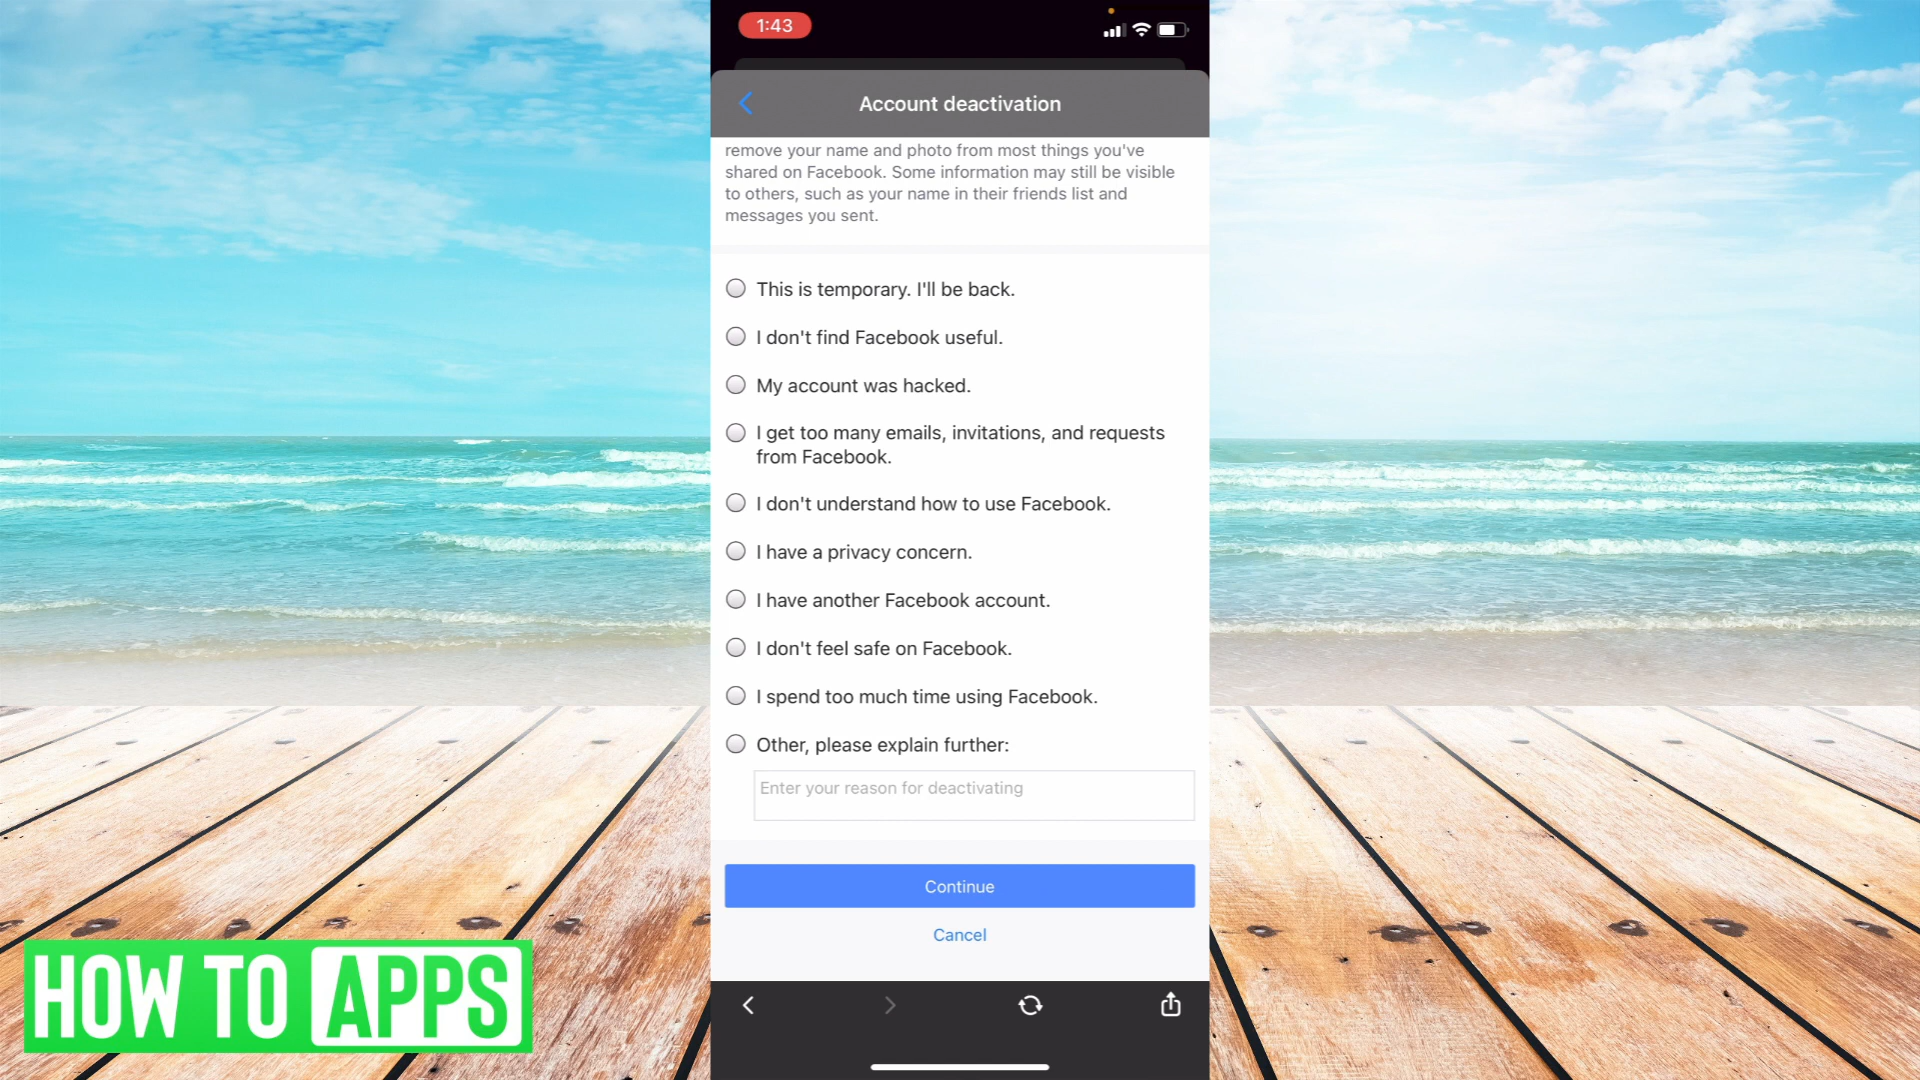 1:43
Account deactivation
remove your name and photo from most things you've
shared on Facebook. Some information may still be visible
to others, such as your name in their friends list and
messages you sent.
This is temporary. I'll be back.
I don't find Facebook useful.
My account was hacked.
I get too many emails, invitations, and requests
from Facebook.
I don't understand how to use Facebook.
I have a privacy concern.
I have another Facebook account.
I don't feel safe on Facebook.
I spend too much time using Facebook.
Other, please explain further:
Enter your reason for deactivating
Continue
Cancel
HOW TO APPS